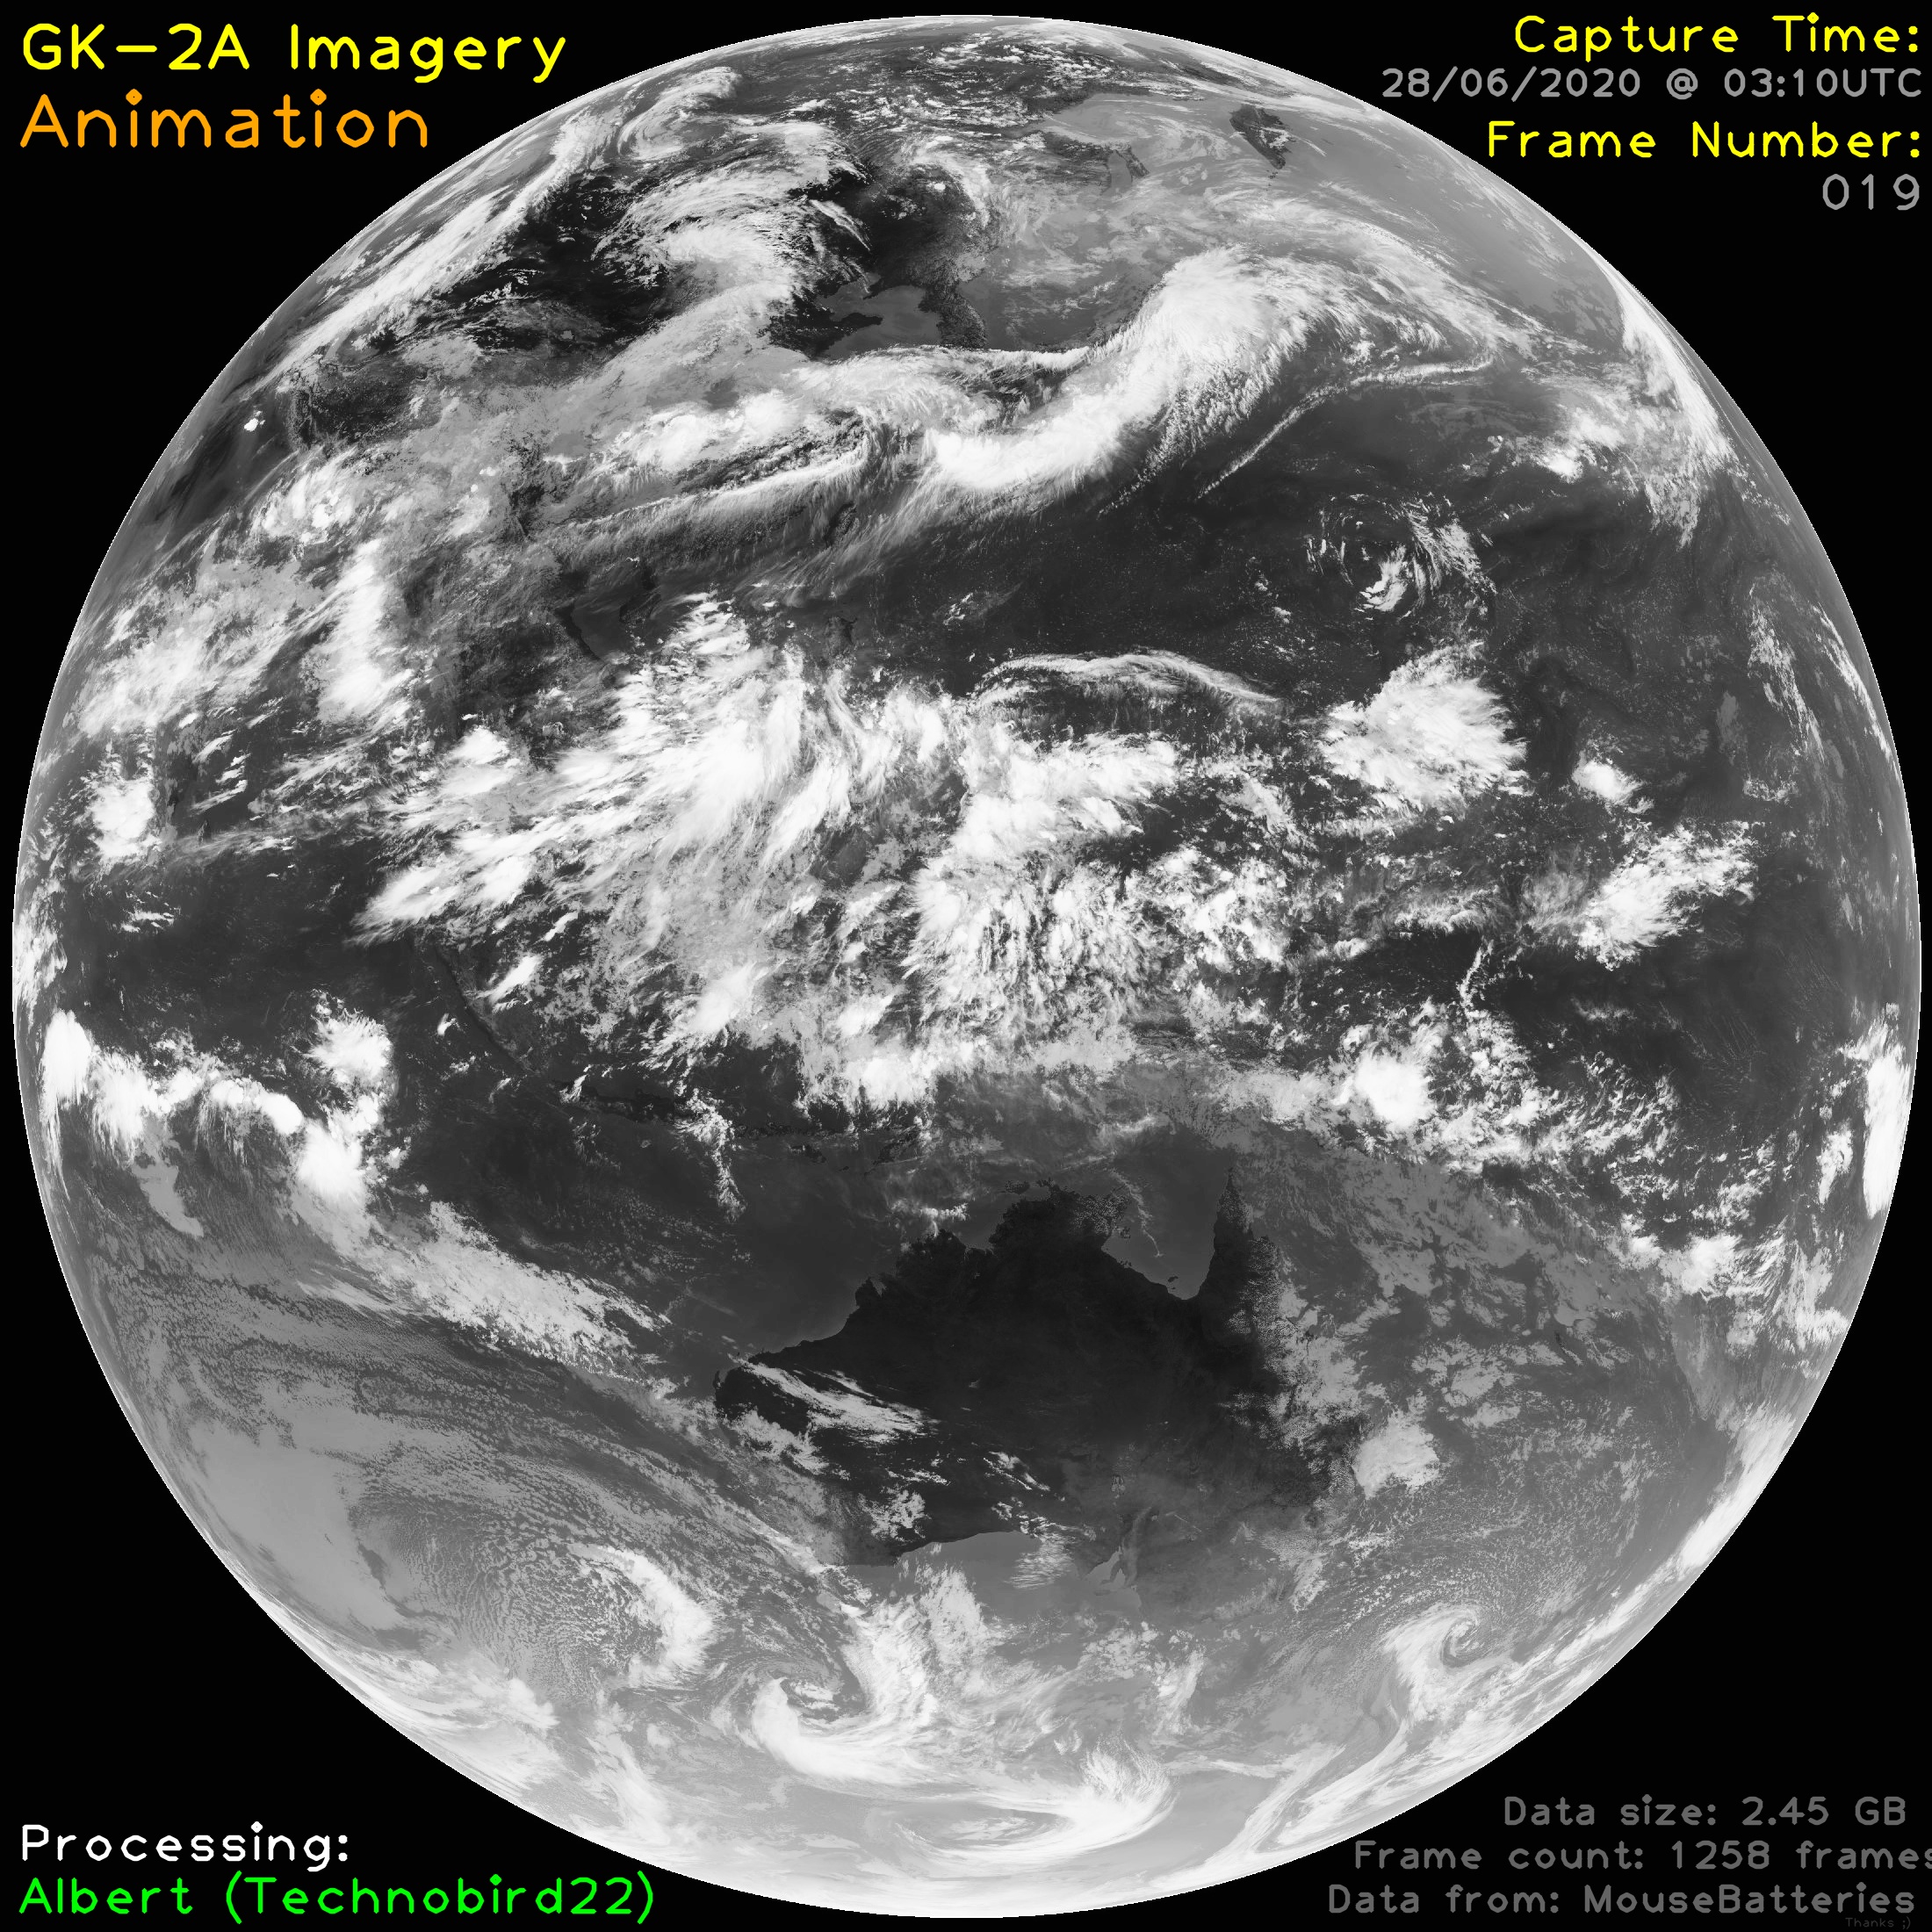 GK-2A Imagery
Animation
Capture Time:
28/06/2020 @ 03:10UTC
Frame Number:
019
Processing:
Albert (Technobird22)
Data size: 2.45 GB
Frame count: 1258 frames
Data from: MouseBatteries
Thanks ;)